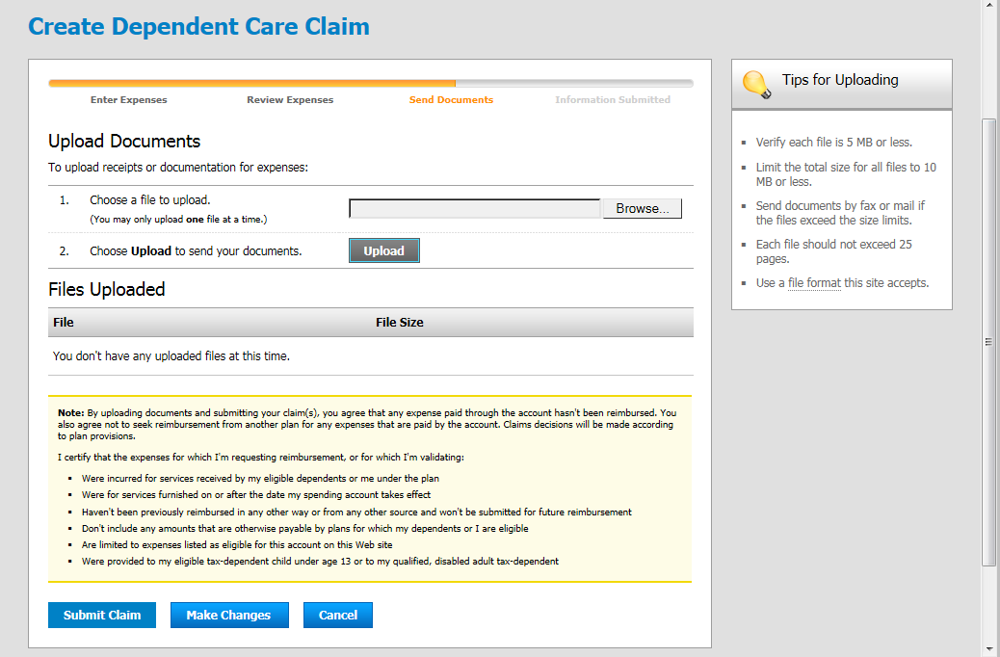 Create Dependent Care Claim
Enter Expenses
Review Expenses
Send Documents
Information Submitted
Upload Documents
To upload receipts or documentation for expenses:
1. Choose a file to upload.
(You may only upload one file at a time.)
Browse...
2. Choose Upload to send your documents.
Upload
Files Uploaded
File File Size
You don't have any uploaded files at this time.
Note: By uploading documents and submitting your claim(s), you agree that any expense paid through the account hasn't been reimbursed. You
also agree not to seek reimbursement from another plan for any expenses that are paid by the account. Claims decisions will be made according
to plan provisions.
I certify that the expenses for which I'm requesting reimbursement, or for which I'm validating:
▪ Were incurred for services received by my eligible dependents or me under the plan
▪ Were for services furnished on or after the date my spending account takes effect
▪ Haven't been previously reimbursed in any other way or from any other source and won't be submitted for future reimbursement
▪ Don't include any amounts that are otherwise payable by plans for which my dependents or I are eligible
▪ Are limited to expenses listed as eligible for this account on this Web site
▪ Were provided to my eligible tax-dependent child under age 13 or to my qualified, disabled adult tax-dependent
Submit Claim
Make Changes
Cancel
Tips for Uploading
▪ Verify each file is 5 MB or less.
▪ Limit the total size for all files to 10
MB or less.
▪ Send documents by fax or mail if
the files exceed the size limits.
▪ Each file should not exceed 25
pages.
▪ Use a file format this site accepts.